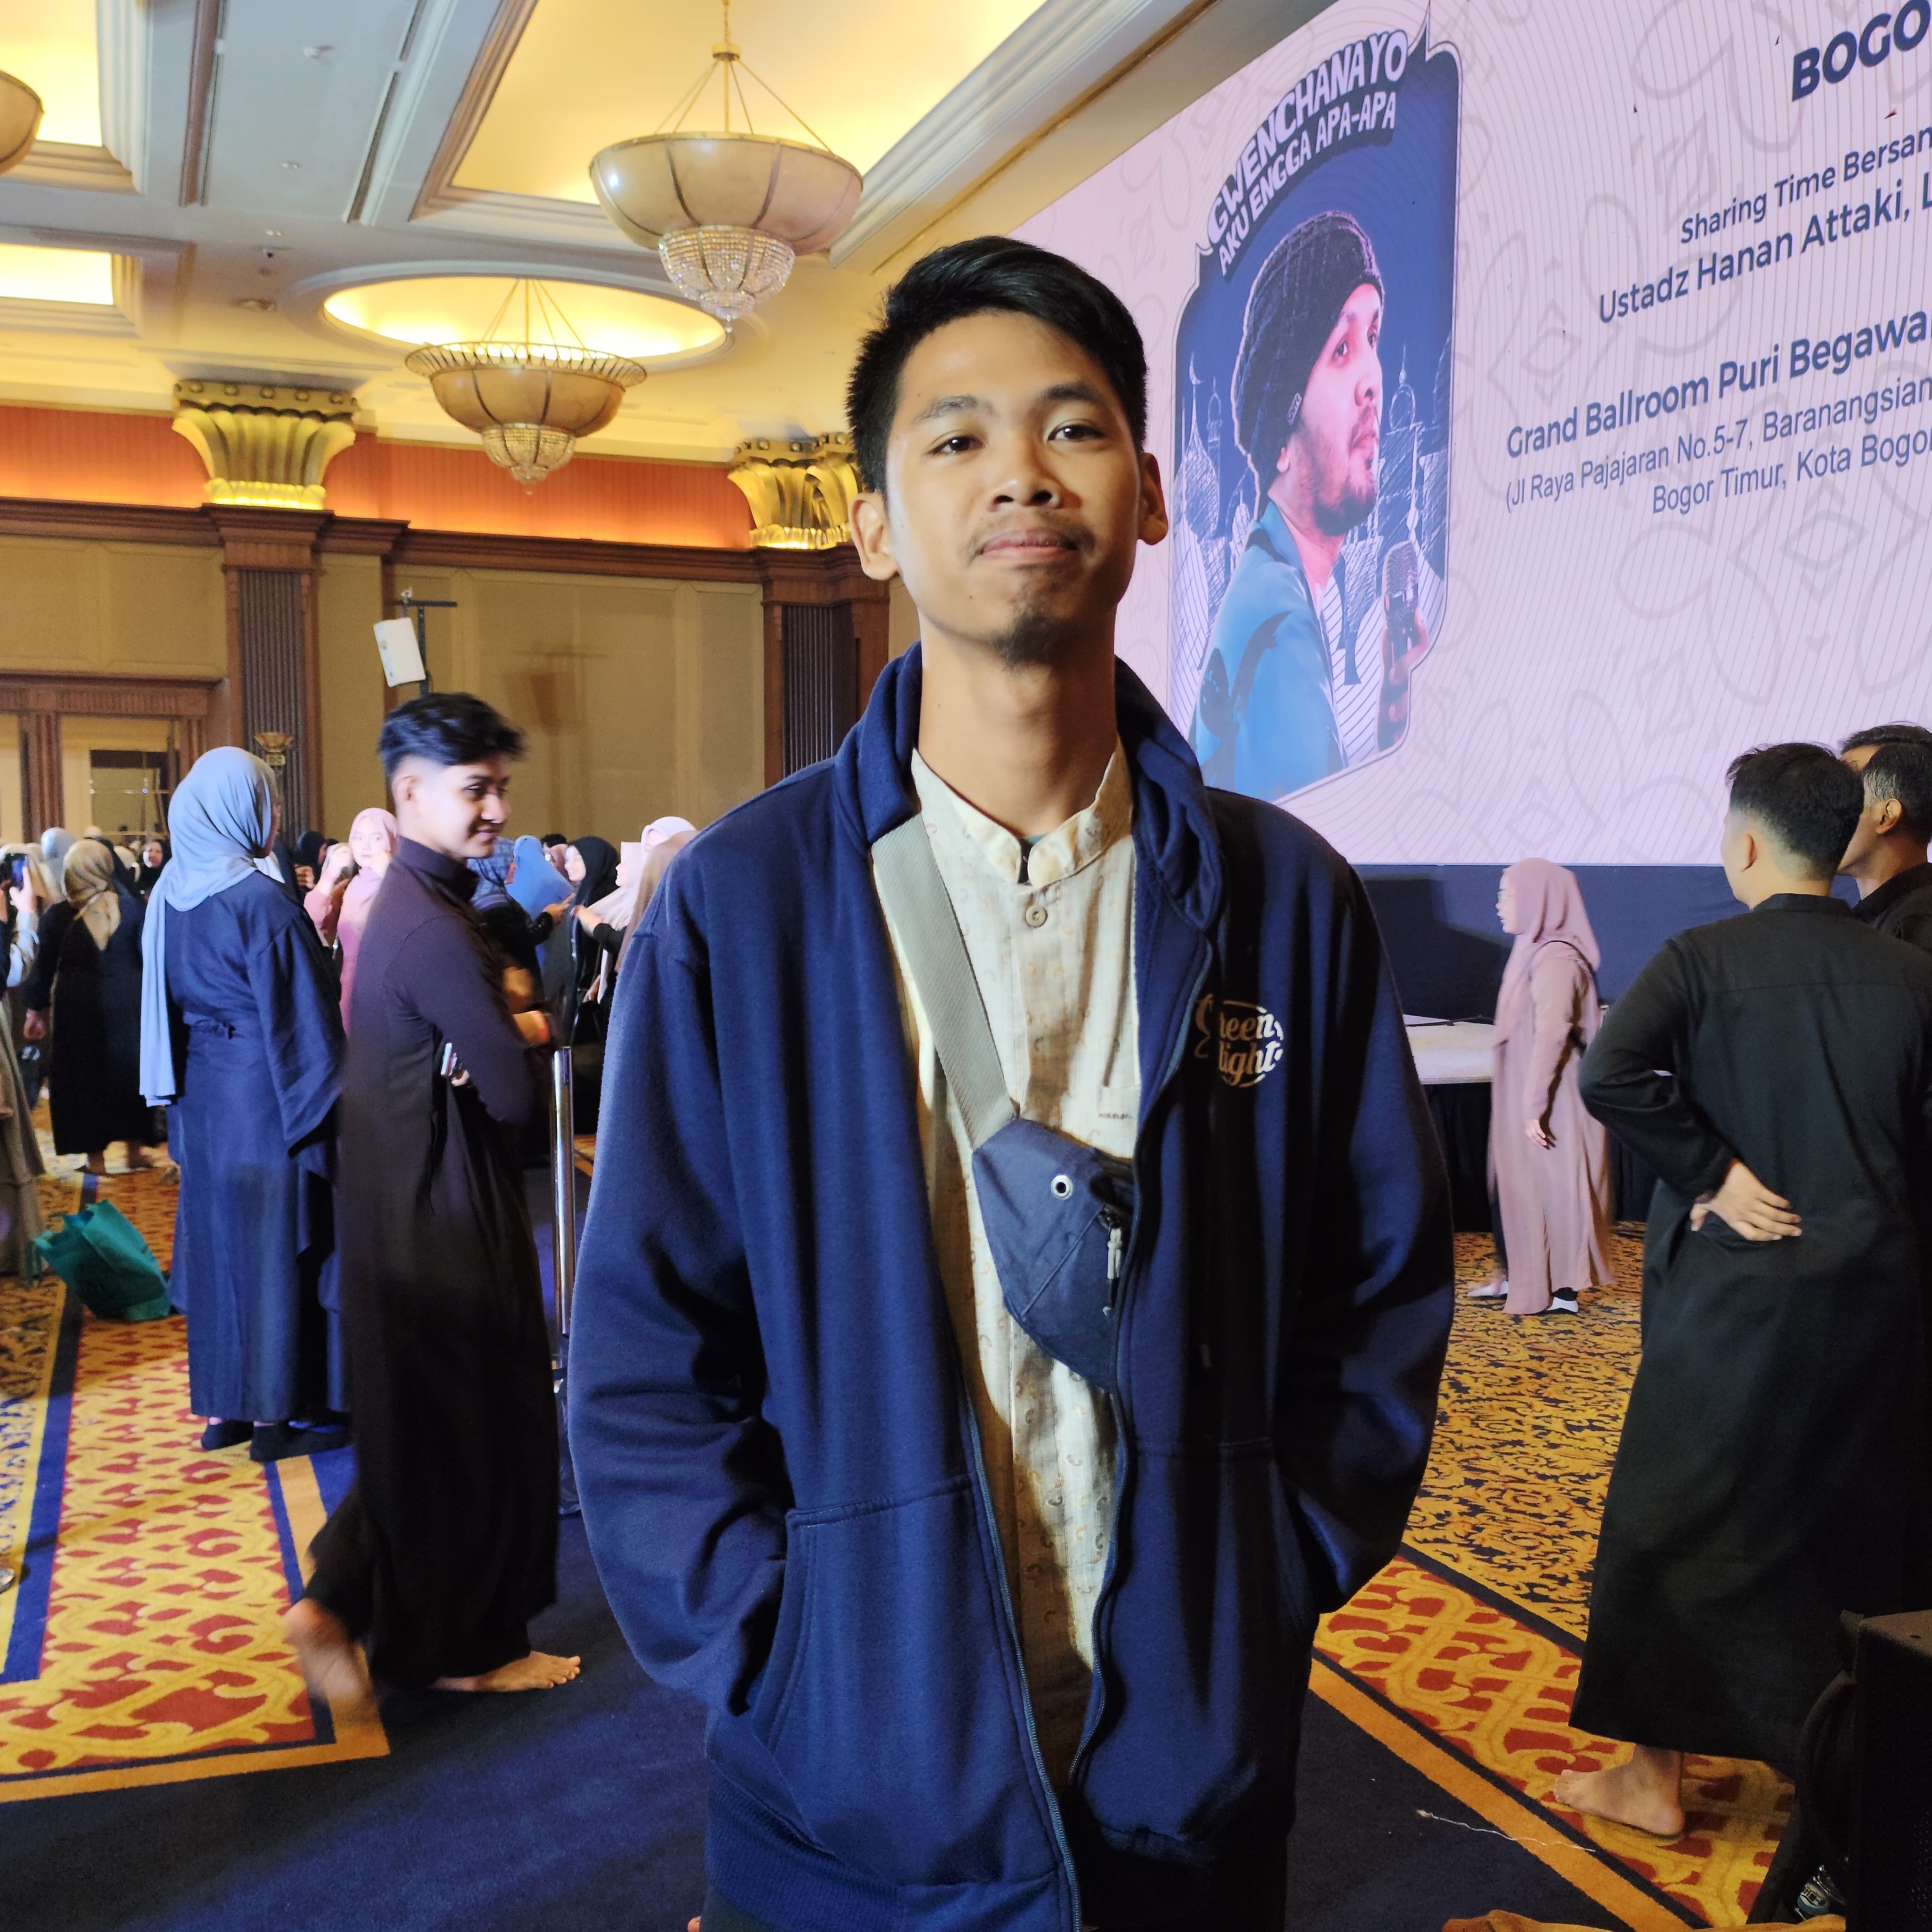 GWENCHANAYO
AKU ENGGA APA-APA
BOGO
Sharing Time Bersan
Ustadz Hanan Attaki, L
Grand Ballroom Puri Begawa
(Jl Raya Pajajaran No.5-7, Baranangsian
Bogor Timur, Kota Bogor
Green
light